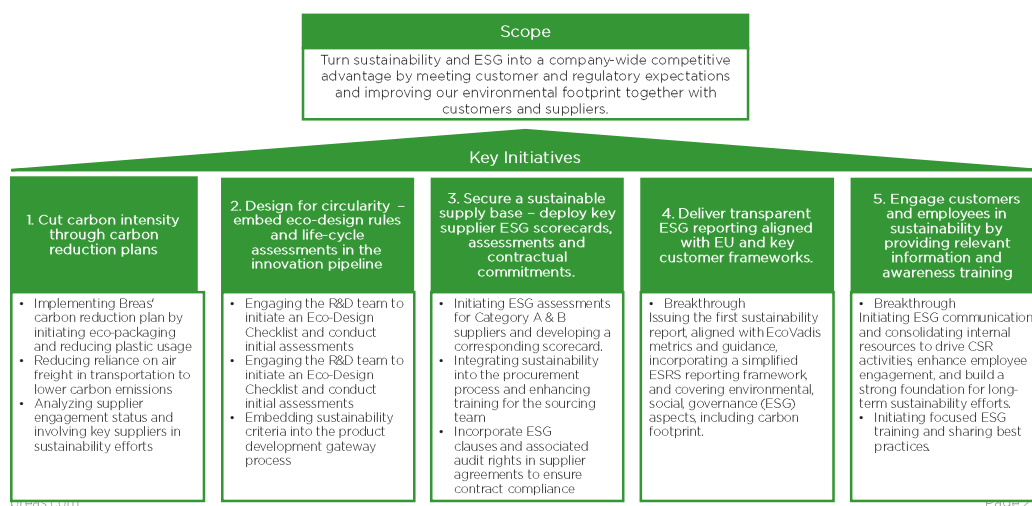 Scope
Turn sustainability and ESG into a company-wide competitive
advantage by meeting customer and regulatory expectations
and improving our environmental footprint together with
customers and suppliers.
Key Initiatives
1. Cut carbon intensity
through carbon
reduction plans
• Implementing Breas'
carbon reduction plan by
initiating eco-packaging
and reducing plastic usage
• Reducing reliance on air
freight in transportation to
lower carbon emissions
• Analyzing supplier
engagement status and
involving key suppliers in
sustainability efforts
2. Design for circularity –
embed eco-design rules
and life-cycle
assessments in the
innovation pipeline
• Engaging the R&D team to
initiate an Eco-Design
Checklist and conduct
initial assessments
• Engaging the R&D team to
initiate an Eco-Design
Checklist and conduct
initial assessments
• Embedding sustainability
criteria into the product
development gateway
process
3. Secure a sustainable
supply base – deploy key
supplier ESG scorecards,
assessments and
contractual
commitments.
• Initiating ESG assessments
for Category A & B
suppliers and developing a
corresponding scorecard.
• Integrating sustainability
into the procurement
process and enhancing
training for the sourcing
team
• Incorporate ESG
clauses and associated
audit rights in supplier
agreements to ensure
contract compliance
4. Deliver transparent
ESG reporting aligned
with EU and key
customer frameworks.
• Breakthrough
Issuing the first sustainability
report, aligned with EcoVadis
metrics and guidance,
incorporating a simplified
ESRS reporting framework,
and covering environmental,
social, governance (ESG)
aspects, including carbon
footprint.
5. Engage customers
and employees in
sustainability by
providing relevant
information and
awareness training
• Breakthrough
Initiating ESG communication
and consolidating internal
resources to drive CSR
activities, enhance employee
engagement, and build a
strong foundation for long-
term sustainability efforts.
• Initiating focused ESG
training and sharing best
practices.
breas.com
Page 2